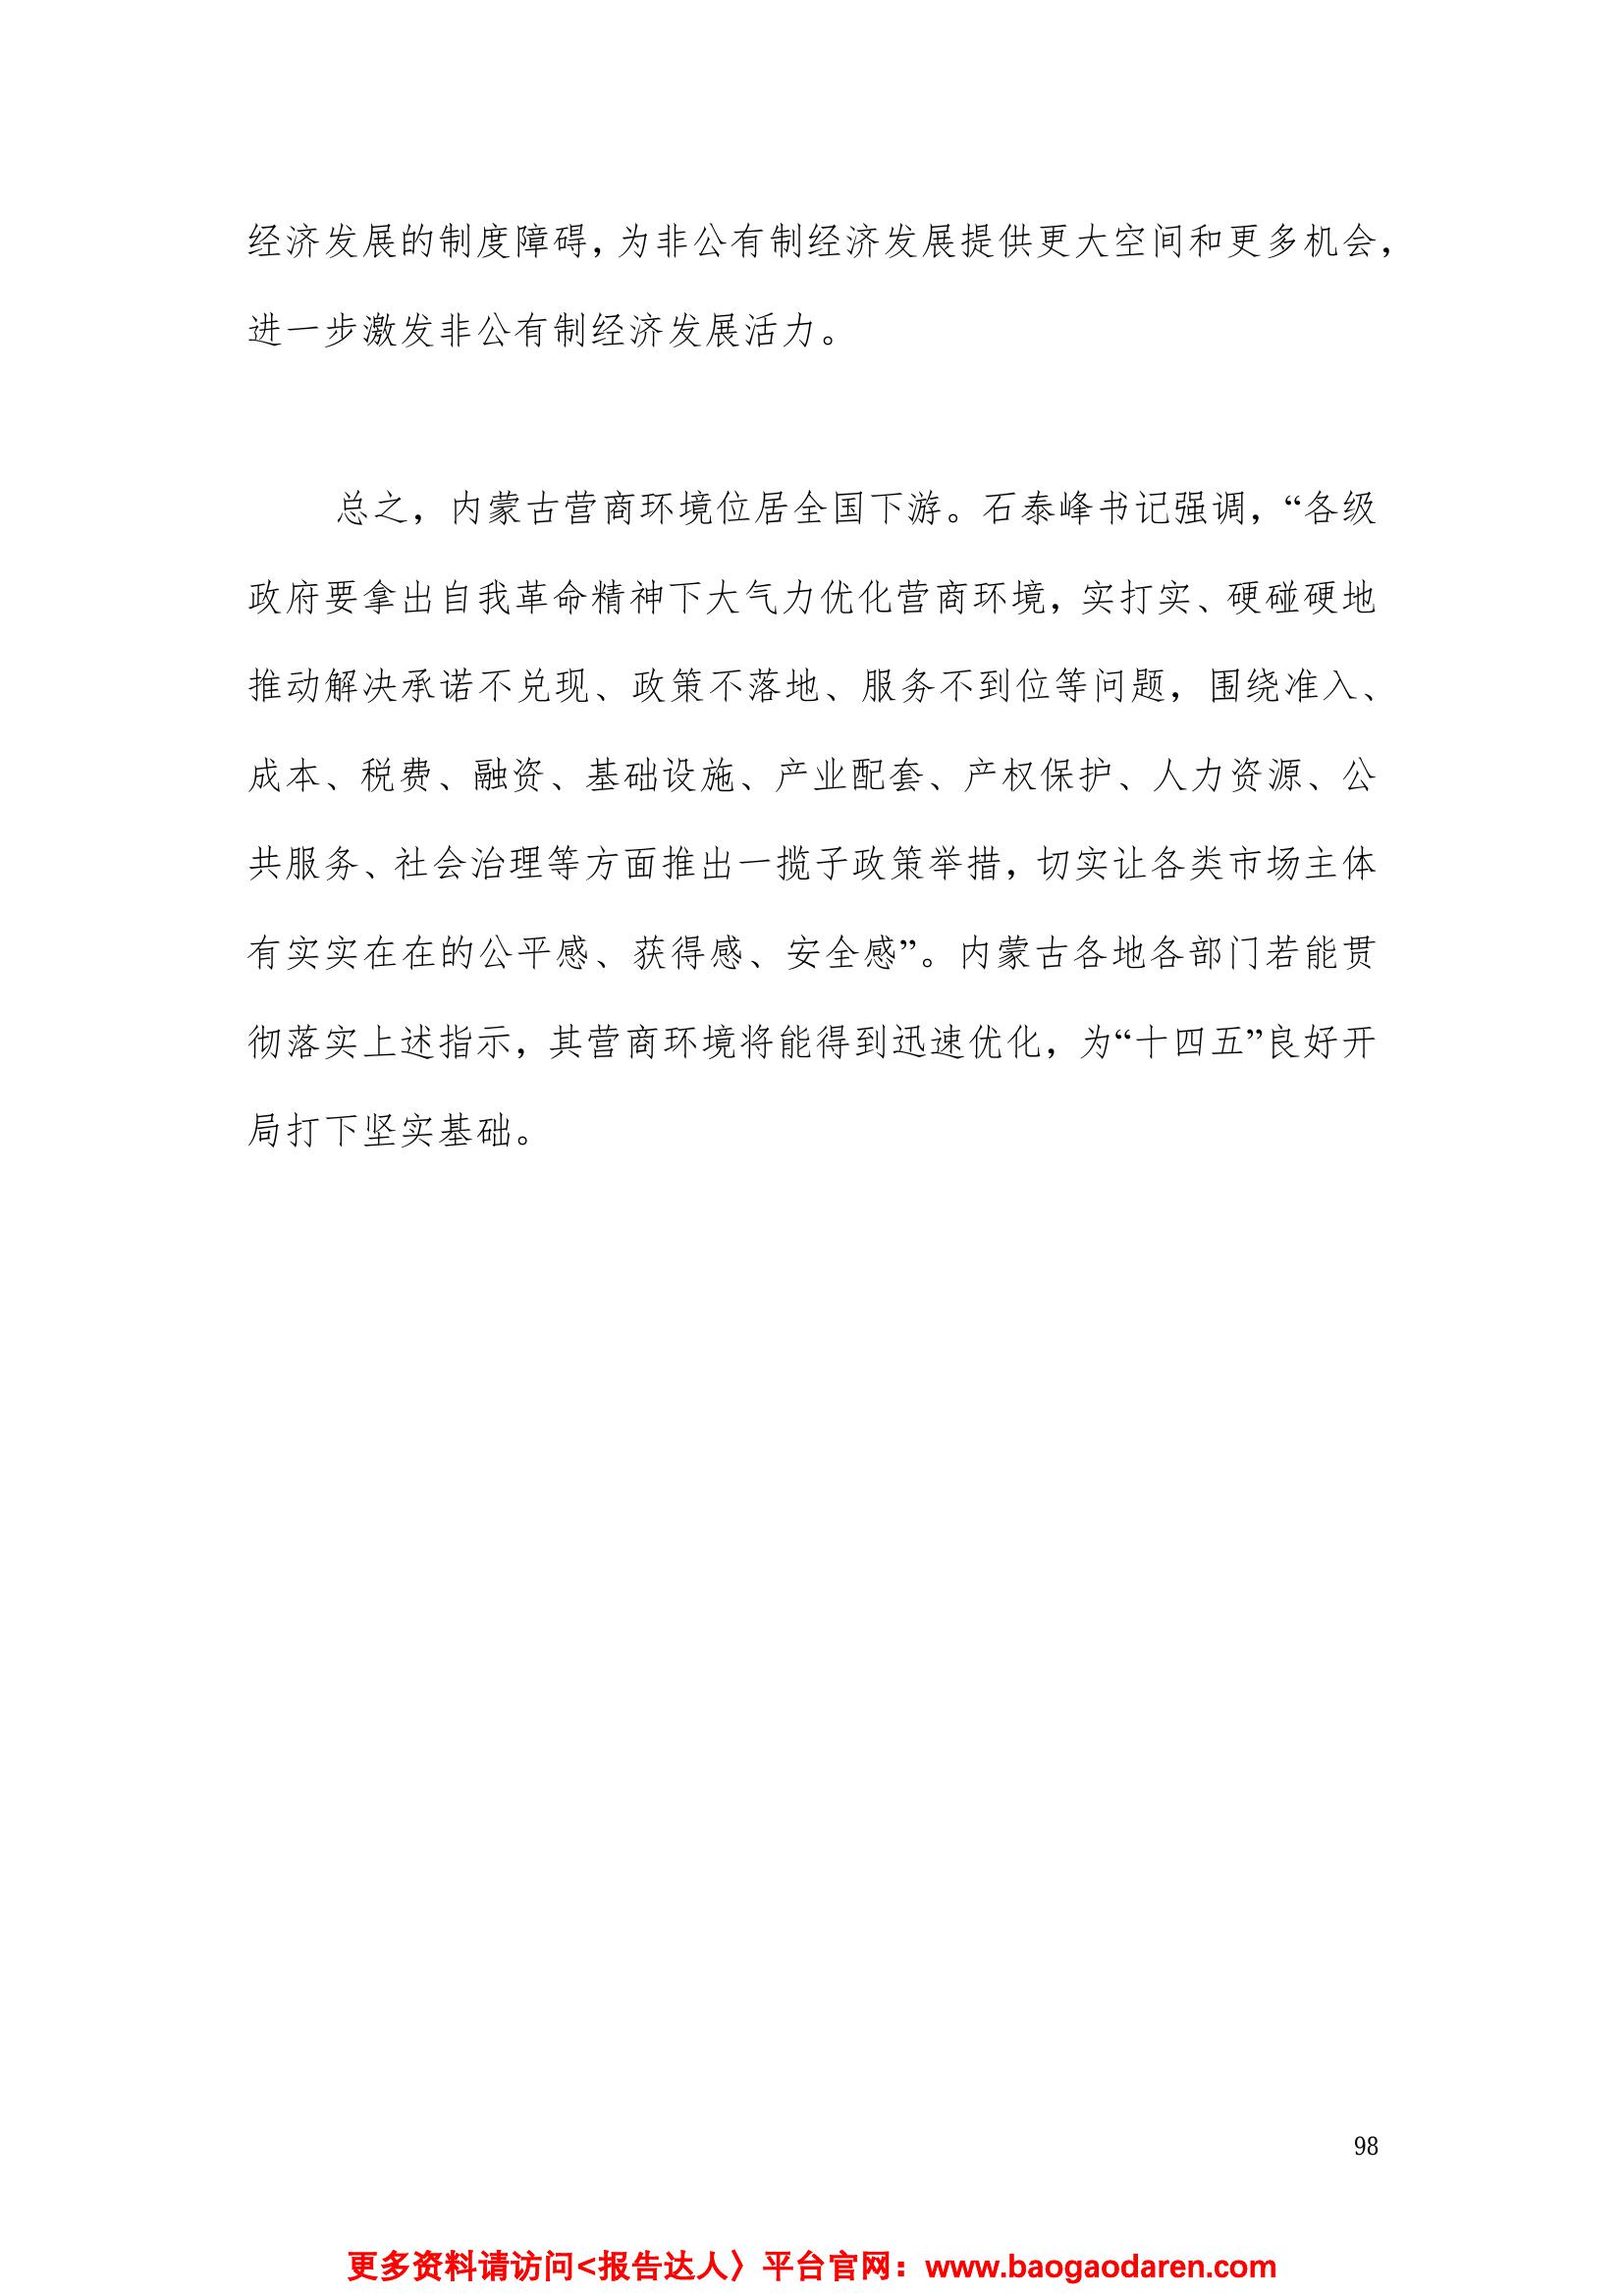 经济发展的制度障碍，为非公有制经济发展提供更大空间和更多机会，
进一步激发非公有制经济发展活力。
总之，内蒙古营商环境位居全国下游。石泰峰书记强调，“各级
政府要拿出自我革命精神下大气力优化营商环境，实打实、硬碰硬地
推动解决承诺不兑现、政策不落地、服务不到位等问题，围绕准入、
成本、税费、融资、基础设施、产业配套、产权保护、人力资源、公
共服务、社会治理等方面推出一揽子政策举措，切实让各类市场主体
有实实在在的公平感、获得感、安全感”。内蒙古各地各部门若能贯
彻落实上述指示，其营商环境将能得到迅速优化，为“十四五”良好开
局打下坚实基础。
98
更多资料请访问<报告达人〉平台官网：www.baogaodaren.com